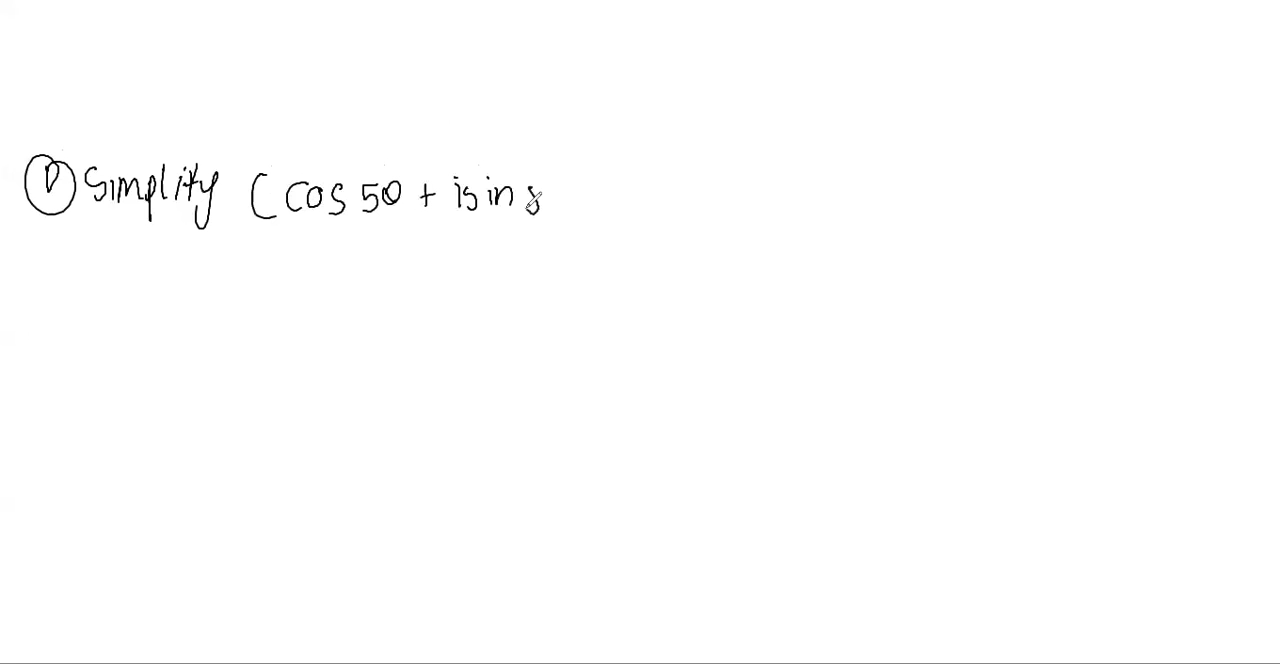 ① Simplify (cos 5θ + i sin